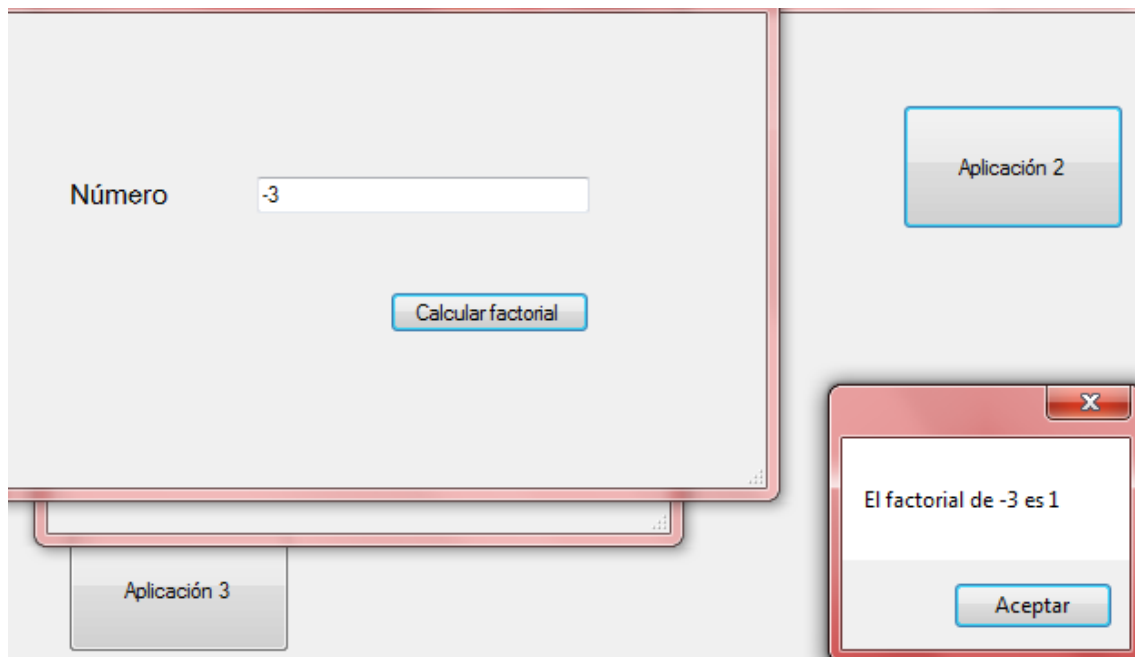 Número
-3
Aplicación 2
Calcular factorial
El factorial de -3 es 1
Aplicación 3
Aceptar